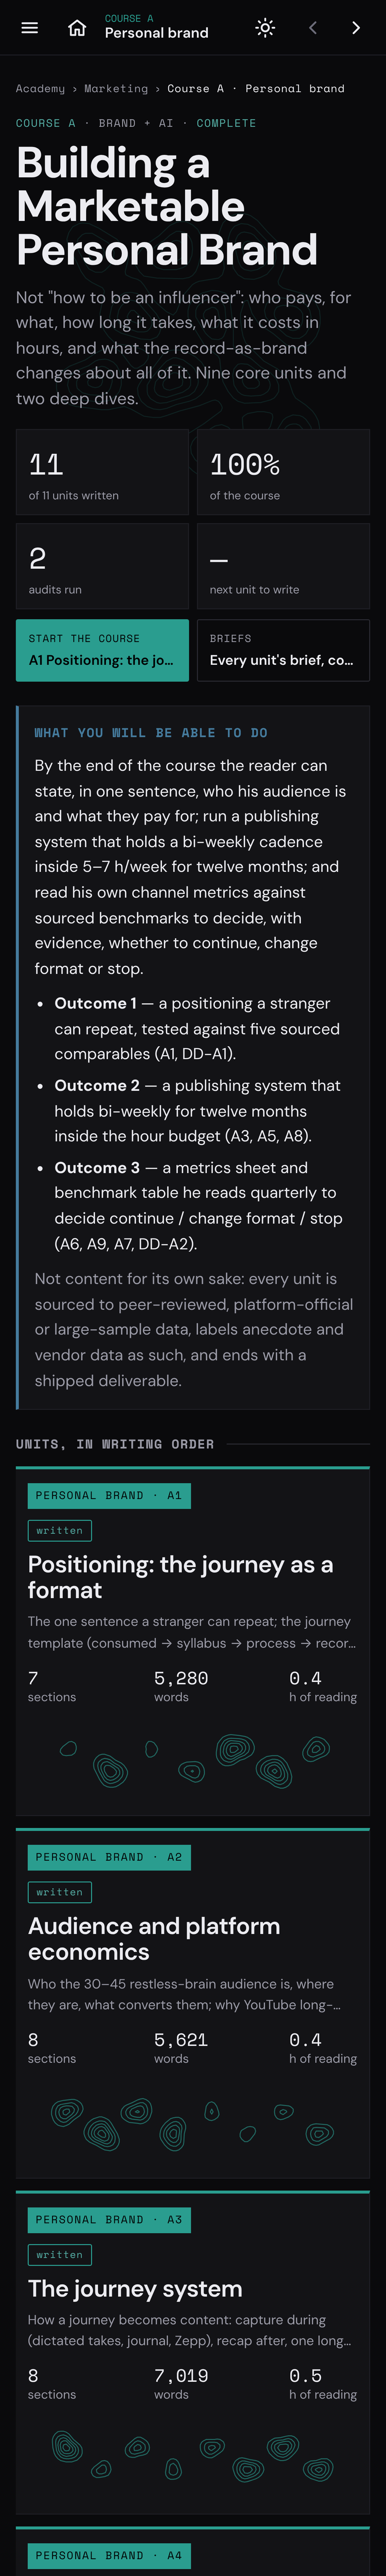 COURSE A
Personal brand
Academy › Marketing › Course A · Personal brand
COURSE A · BRAND + AI · COMPLETE
Building a
Marketable
Personal Brand
Not "how to be an influencer": who pays, for
what, how long it takes, what it costs in
hours, and what the record-as-brand
changes about all of it. Nine core units and
two deep dives.
11
of 11 units written
100%
of the course
2
audits run
—
next unit to write
START THE COURSE
A1 Positioning: the jo…
BRIEFS
Every unit's brief, co…
WHAT YOU WILL BE ABLE TO DO
By the end of the course the reader can
state, in one sentence, who his audience is
and what they pay for; run a publishing
system that holds a bi-weekly cadence
inside 5–7 h/week for twelve months; and
read his own channel metrics against
sourced benchmarks to decide, with
evidence, whether to continue, change
format or stop.
• Outcome 1 — a positioning a stranger
can repeat, tested against five sourced
comparables (A1, DD-A1).
• Outcome 2 — a publishing system that
holds bi-weekly for twelve months
inside the hour budget (A3, A5, A8).
• Outcome 3 — a metrics sheet and
benchmark table he reads quarterly to
decide continue / change format / stop
(A6, A9, A7, DD-A2).
Not content for its own sake: every unit is
sourced to peer-reviewed, platform-official
or large-sample data, labels anecdote and
vendor data as such, and ends with a
shipped deliverable.
UNITS, IN WRITING ORDER
PERSONAL BRAND · A1
written
Positioning: the journey as a
format
The one sentence a stranger can repeat; the journey
template (consumed → syllabus → process → recor…
7
sections
5,280
words
0.4
h of reading
PERSONAL BRAND · A2
written
Audience and platform
economics
Who the 30–45 restless-brain audience is, where
they are, what converts them; why YouTube long-…
8
sections
5,621
words
0.4
h of reading
PERSONAL BRAND · A3
written
The journey system
How a journey becomes content: capture during
(dictated takes, journal, Zepp), recap after, one long…
8
sections
7,019
words
0.5
h of reading
PERSONAL BRAND · A4